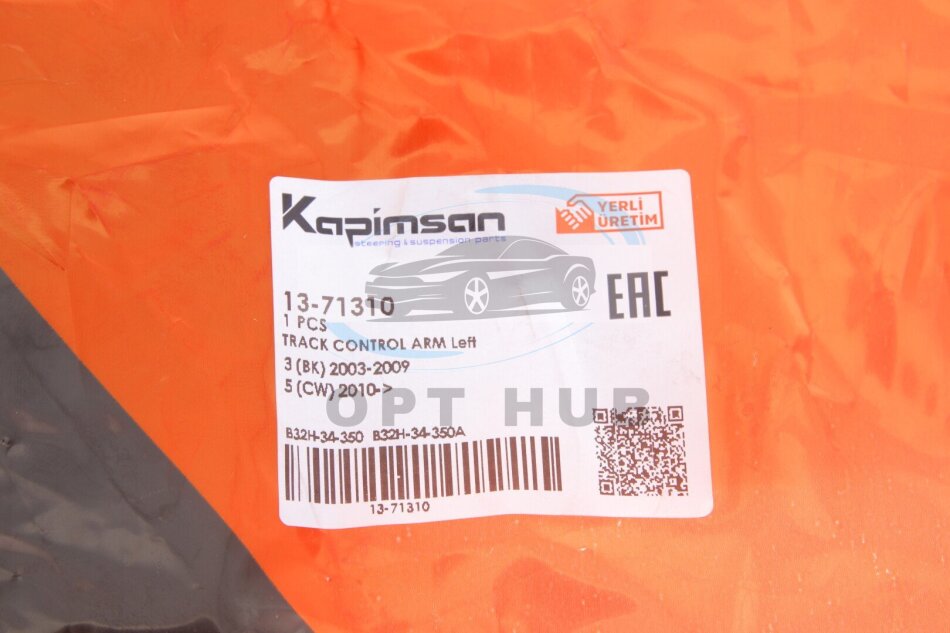 Kapimsan
steering & suspension parts
YERLİ
ÜRETİM
13-71310
1 PCS
TRACK CONTROL ARM Left
3 (BK) 2003-2009
5 (CW) 2010->
EAC
OPT HUB
B32H-34-350 B32H-34-350A
13-71310